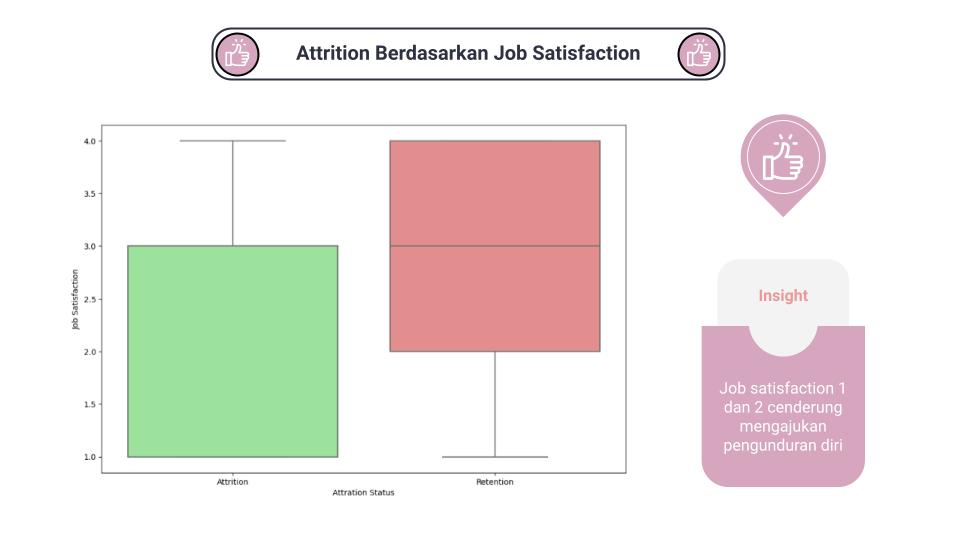 Attrition Berdasarkan Job Satisfaction
4.0
3.5
3.0
2.5
2.0
1.5
1.0
Job Satisfaction
Attrition
Retention
Attration Status
Insight
Job satisfaction 1
dan 2 cenderung
mengajukan
pengunduran diri